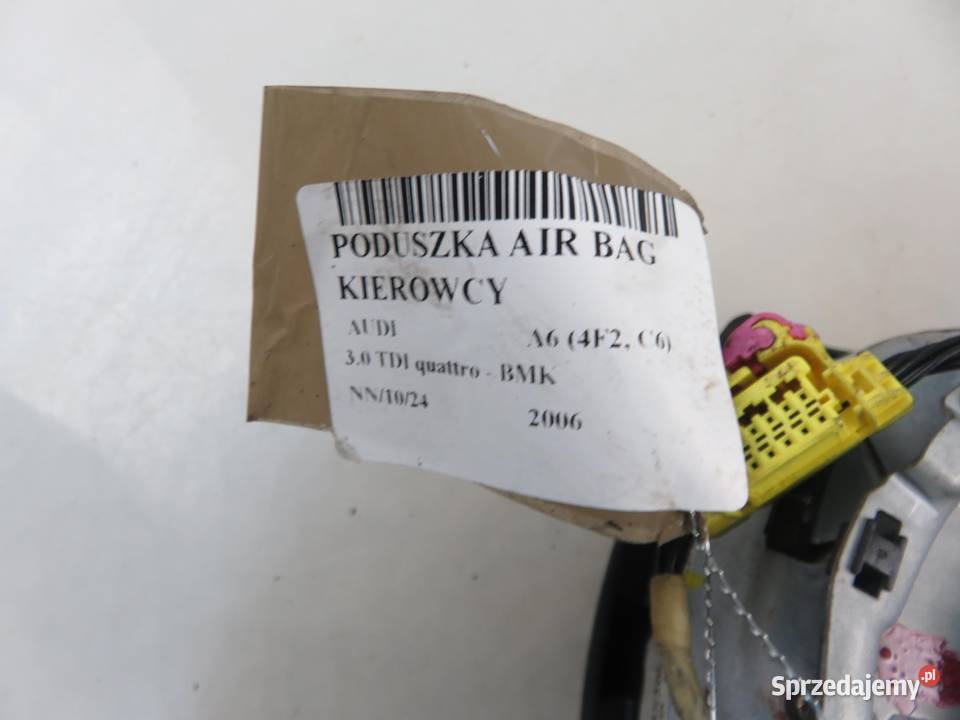 PODUSZKA AIR BAG
KIEROWCY
AUDI A6 (4F2, C6)
3.0 TDI quattro - BMK
NN/10/24 2006
Sprzedajemy.pl